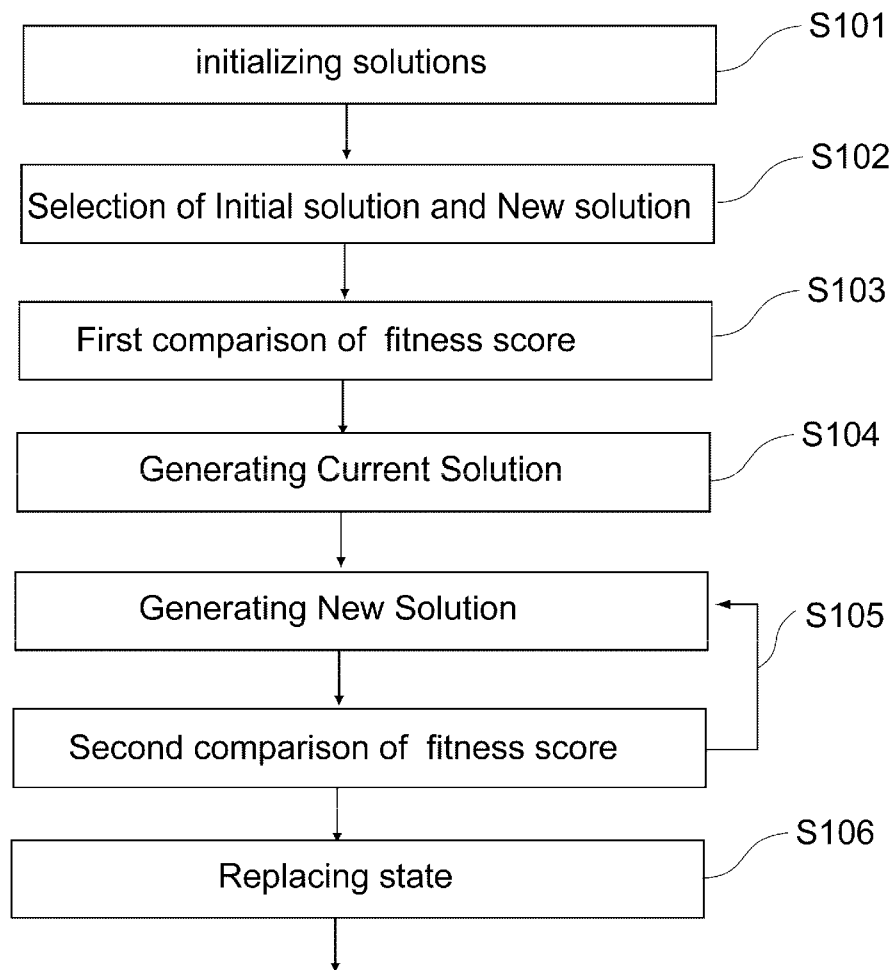 initializing solutions
S101
Selection of Initial solution and New solution
S102
First comparison of fitness score
S103
Generating Current Solution
S104
Generating New Solution
S105
Second comparison of fitness score
Replacing state
S106